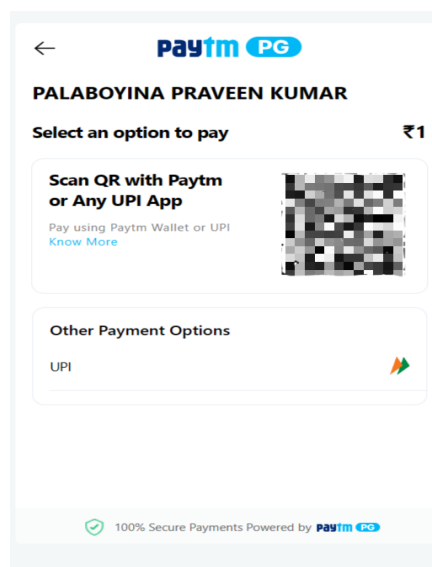 paytm PG
PALABOYINA PRAVEEN KUMAR
Select an option to pay ₹1
Scan QR with Paytm
or Any UPI App
Pay using Paytm Wallet or UPI
Know More
Other Payment Options
UPI
100% Secure Payments Powered by paytm PG